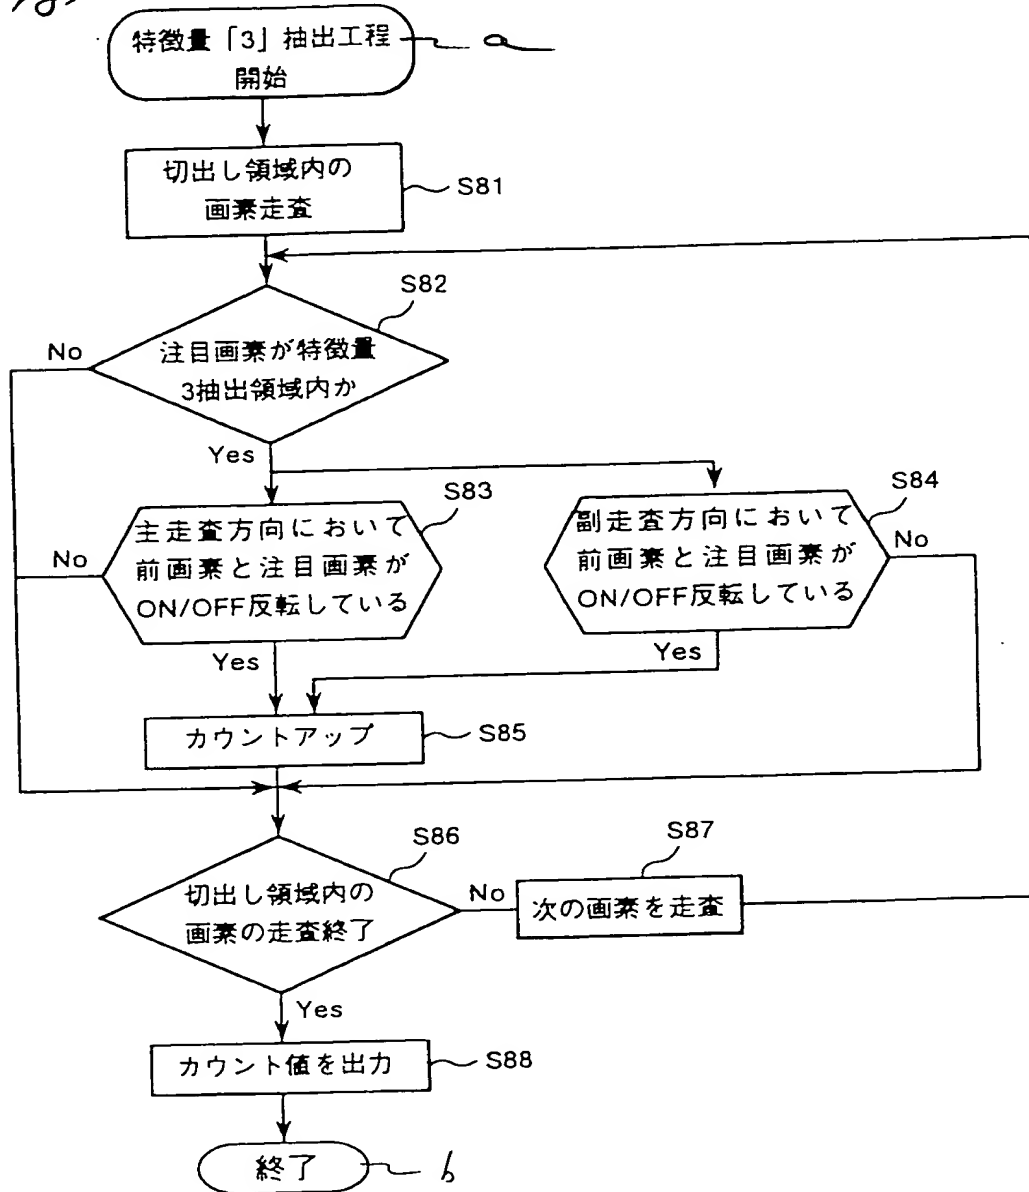 特徴量「3」抽出工程
開始
a
切出し領域内の
画素走査
S81
S82
注目画素が特徴量
3抽出領域内か
No
Yes
S83
主走査方向において
前画素と注目画素が
ON/OFF反転している
No
Yes
S84
副走査方向において
前画素と注目画素が
ON/OFF反転している
No
Yes
カウントアップ
S85
S86
切出し領域内の
画素の走査終了
No
S87
次の画素を走査
Yes
カウント値を出力
S88
終了
b